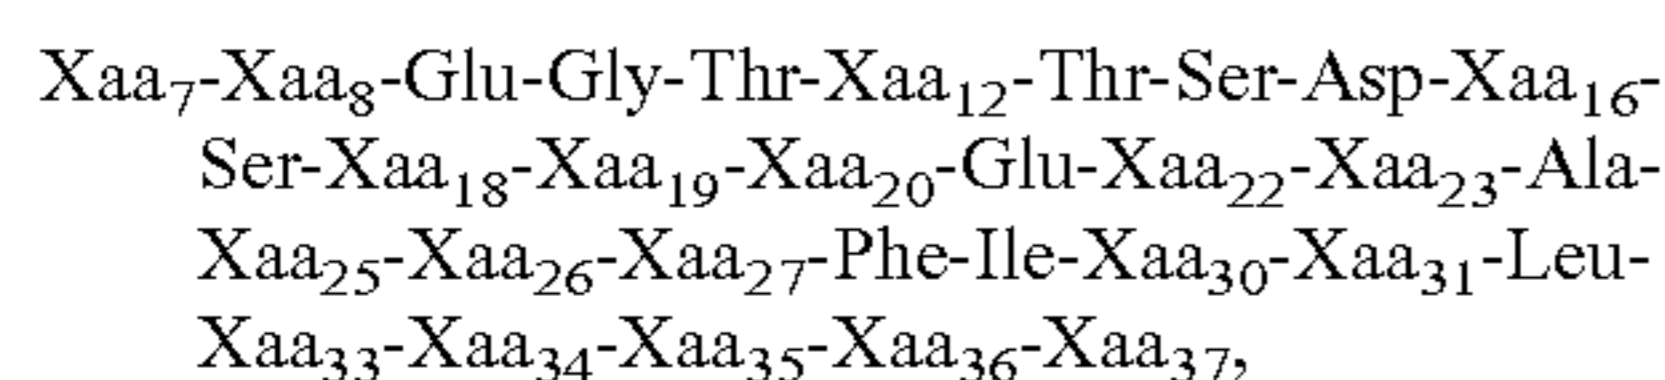 Xaa₇-Xaa₈-Glu-Gly-Thr-Xaa₁₂-Thr-Ser-Asp-Xaa₁₆-
Ser-Xaa₁₈-Xaa₁₉-Xaa₂₀-Glu-Xaa₂₂-Xaa₂₃-Ala-
Xaa₂₅-Xaa₂₆-Xaa₂₇-Phe-Ile-Xaa₃₀-Xaa₃₁-Leu-
Xaa₃₃-Xaa₃₄-Xaa₃₅-Xaa₃₆-Xaa₃₇,